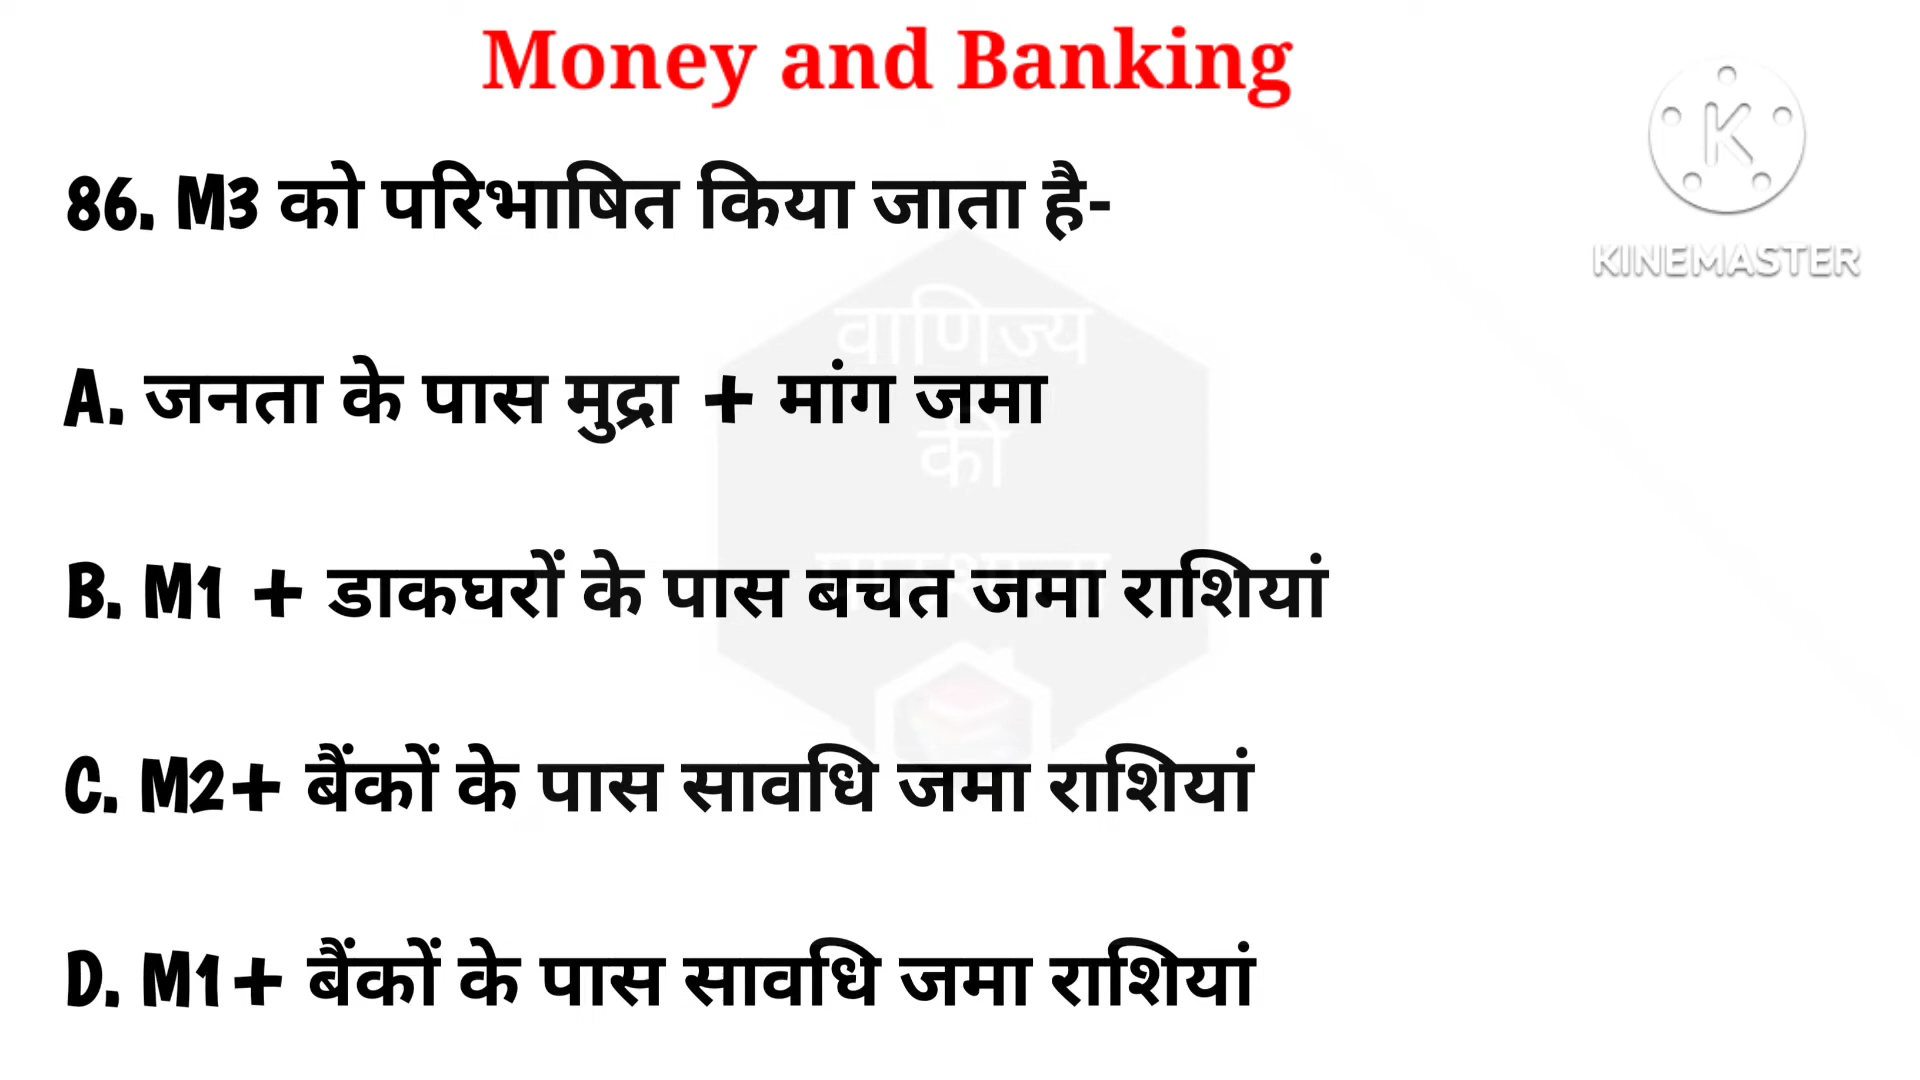 Money and Banking
86. M3 को परिभाषित किया जाता है-
KINEMASTER
वाणिज्य
की
A. जनता के पास मुद्रा + मांग जमा
B. M1 + डाकघरों के पास बचत जमा राशियां
C. M2+ बैंकों के पास सावधि जमा राशियां
D. M1+ बैंकों के पास सावधि जमा राशियां